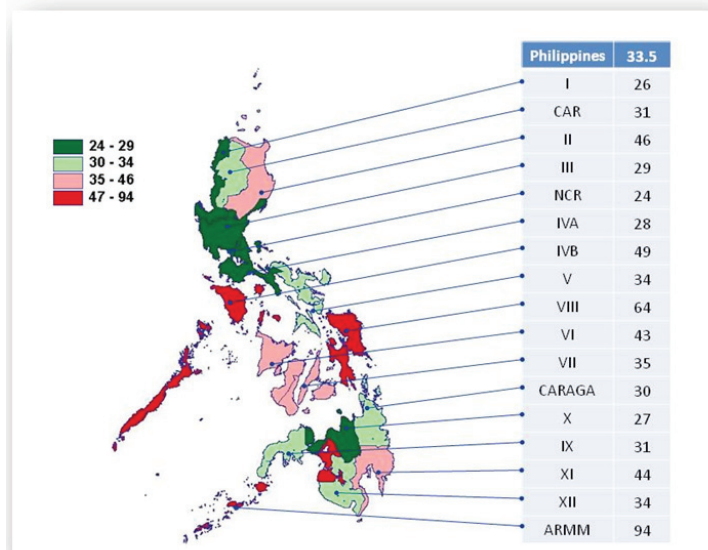 Philippines 33.5
I 26
CAR 31
II 46
III 29
NCR 24
IVA 28
IVB 49
V 34
VIII 64
VI 43
VII 35
CARAGA 30
X 27
IX 31
XI 44
XII 34
ARMM 94
24 - 29
30 - 34
35 - 46
47 - 94